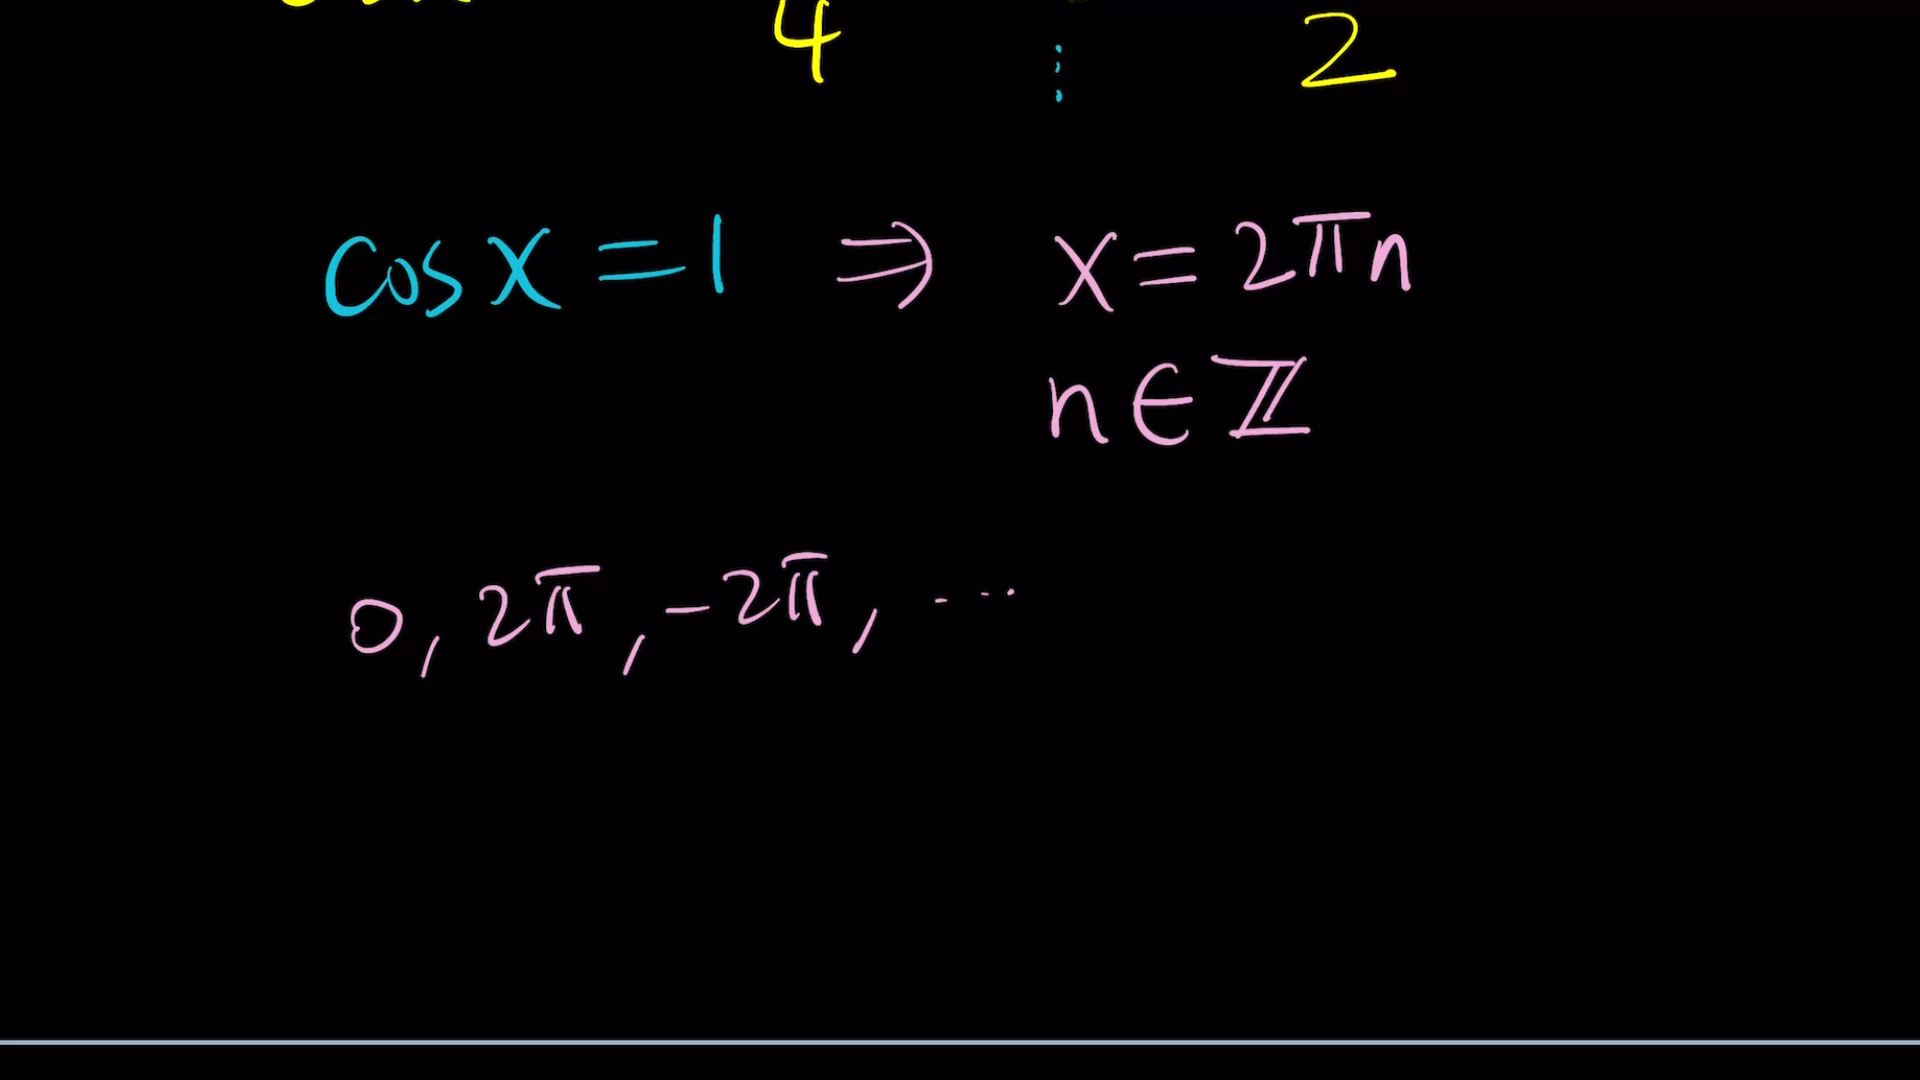 4 2
cos x = 1 ⇒ x = 2πn
n ∈ ℤ
0, 2π, -2π, ...